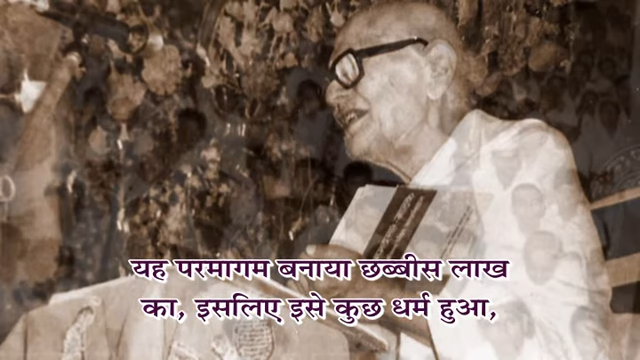 यह परमागम बनाया छब्बीस लाख
का, इसलिए इसे कुछ धर्म हुआ,